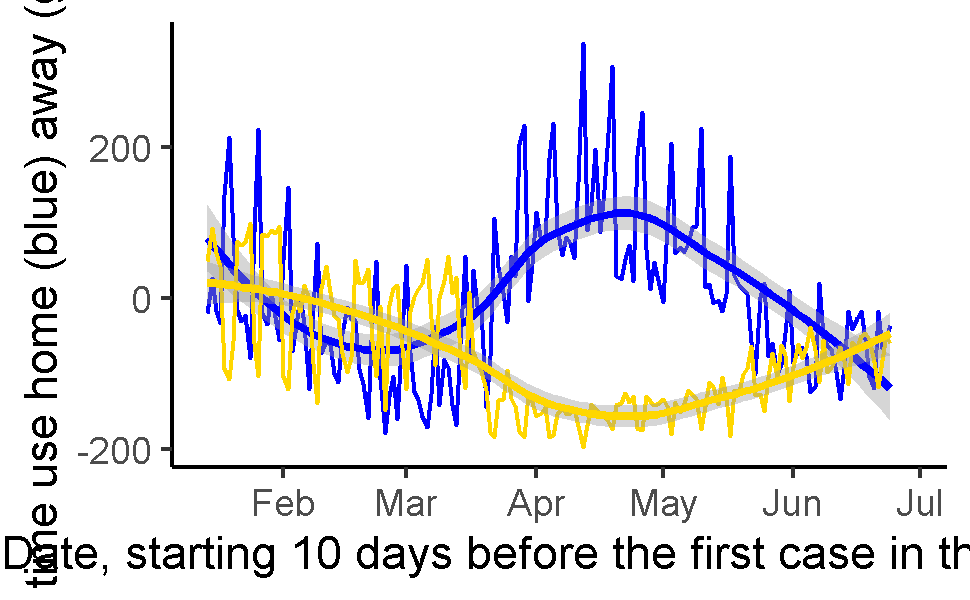 time use home (blue) away (
200
0
-200
Feb Mar Apr May Jun Jul
Date, starting 10 days before the first case in th